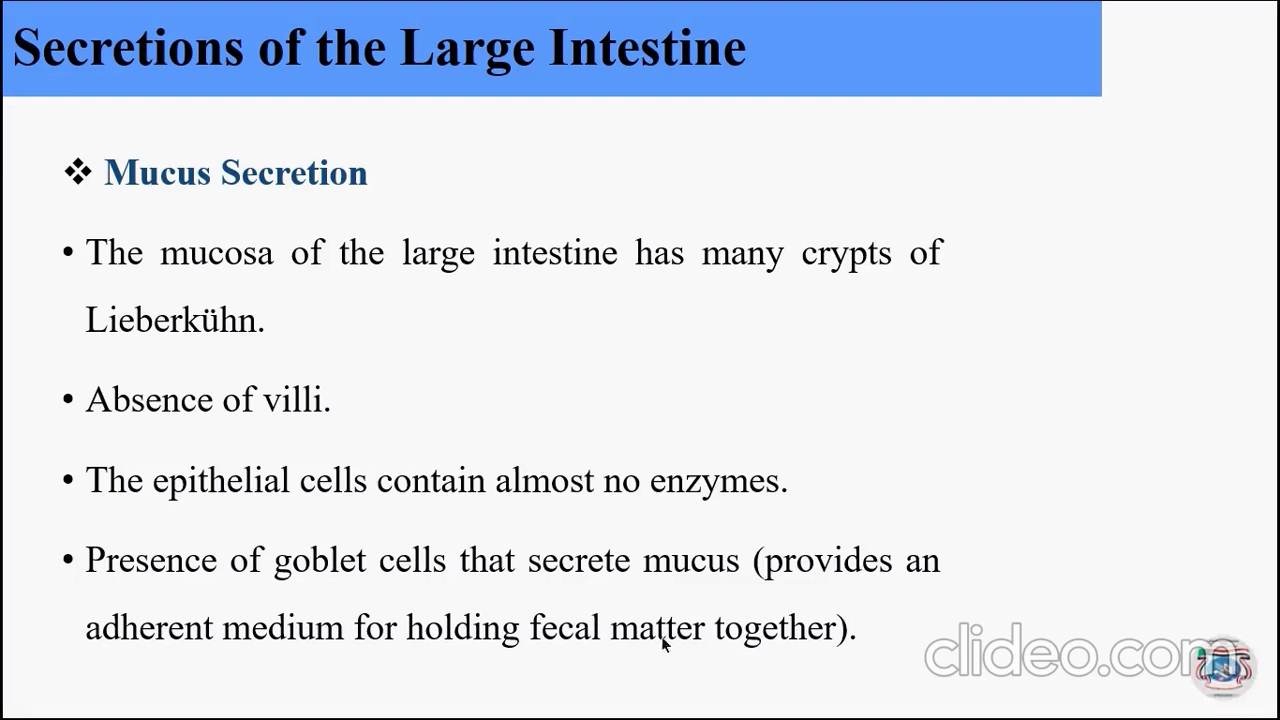 Secretions of the Large Intestine
❖ Mucus Secretion
• The mucosa of the large intestine has many crypts of
Lieberkühn.
• Absence of villi.
• The epithelial cells contain almost no enzymes.
• Presence of goblet cells that secrete mucus (provides an
adherent medium for holding fecal matter together).
clideo.com